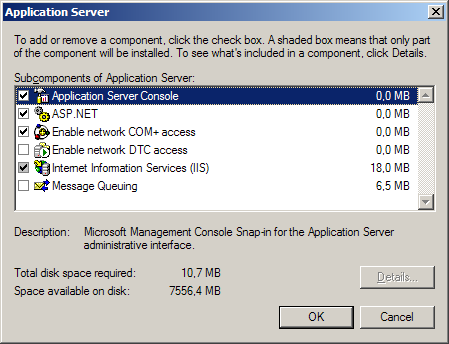 Application Server
To add or remove a component, click the check box. A shaded box means that only part
of the component will be installed. To see what's included in a component, click Details.
Subcomponents of Application Server:
Application Server Console 0,0 MB
ASP.NET 0,0 MB
Enable network COM+ access 0,0 MB
Enable network DTC access 0,0 MB
Internet Information Services (IIS) 18,0 MB
Message Queuing 6,5 MB
Description: Microsoft Management Console Snap-in for the Application Server
administrative interface.
Total disk space required: 10,7 MB
Details...
Space available on disk: 7556,4 MB
OK Cancel